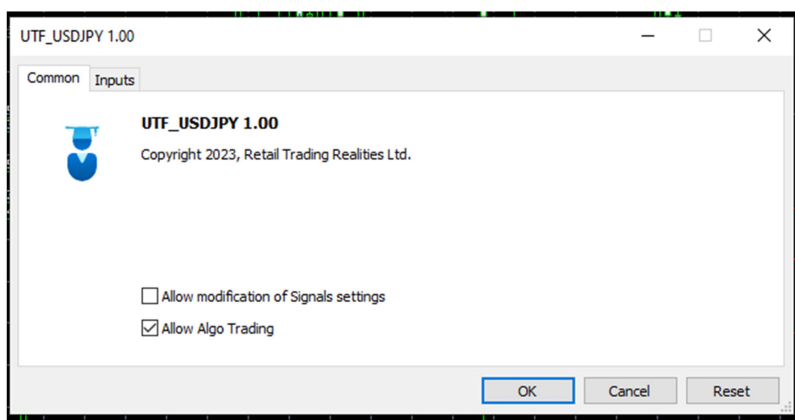 UTF_USDJPY 1.00
Common Inputs
UTF_USDJPY 1.00
Copyright 2023, Retail Trading Realities Ltd.
Allow modification of Signals settings
Allow Algo Trading
OK Cancel Reset